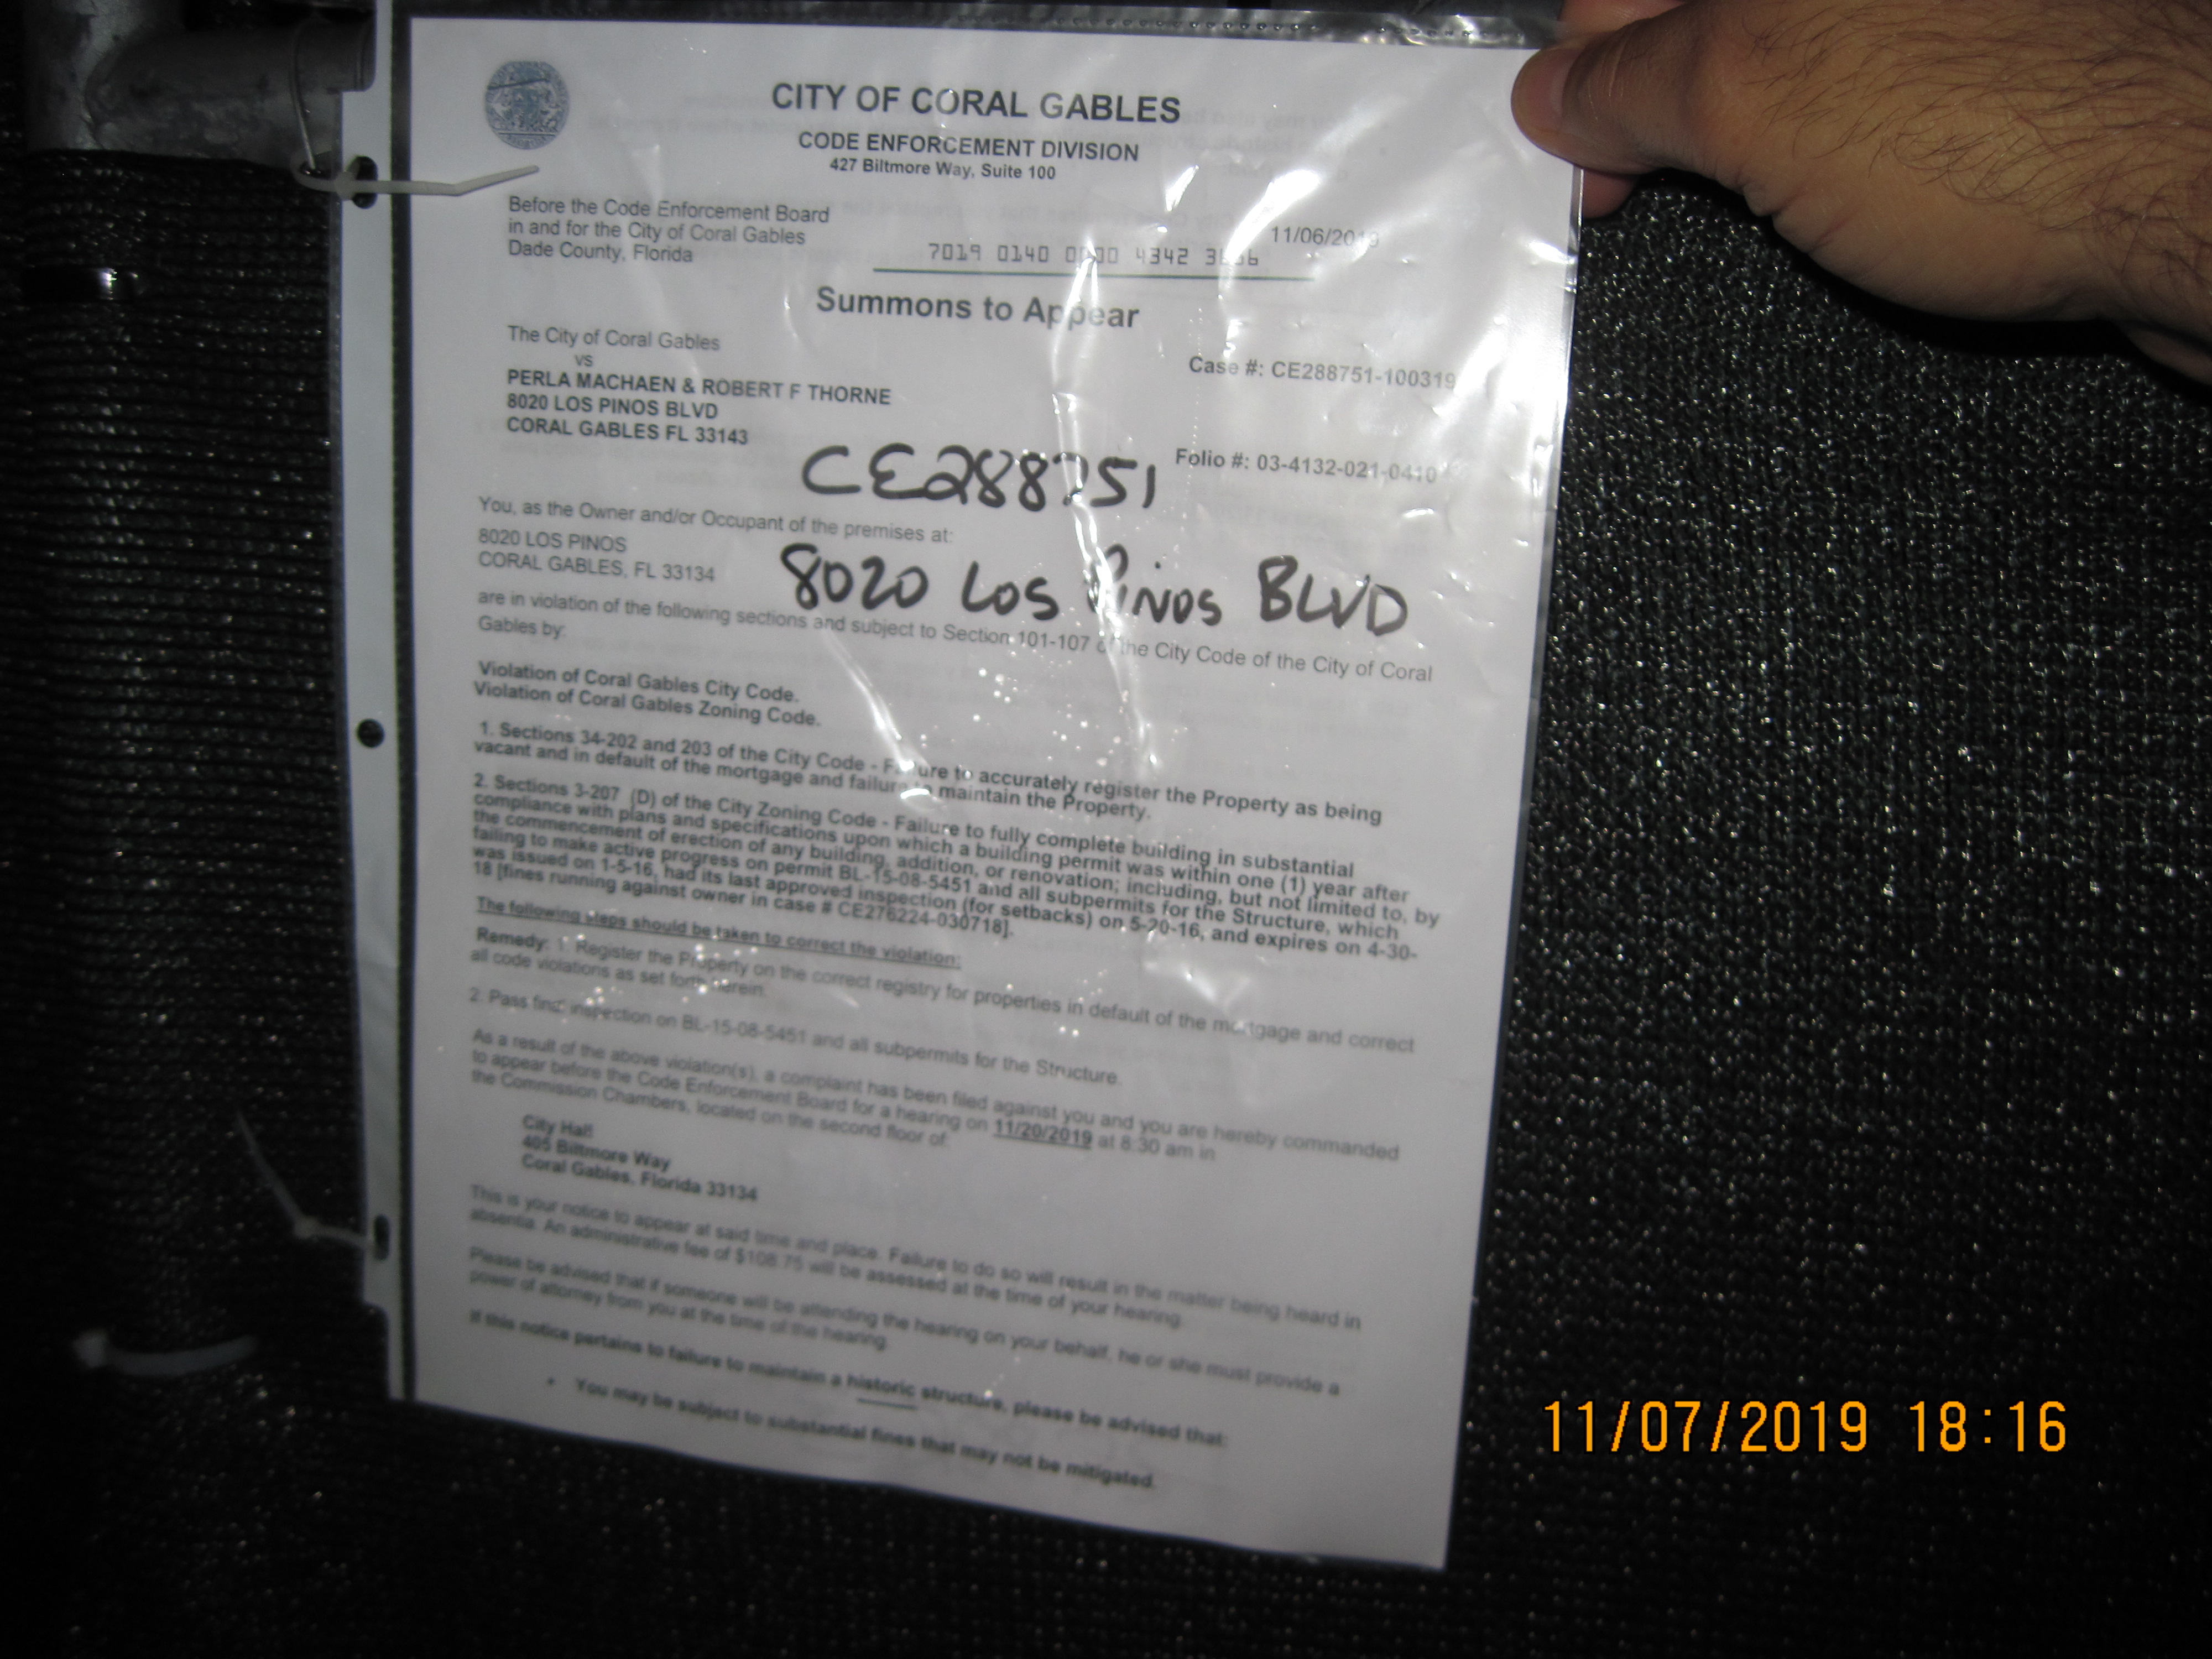 CITY OF CORAL GABLES
CODE ENFORCEMENT DIVISION
427 Biltmore Way, Suite 100
Before the Code Enforcement Board
in and for the City of Coral Gables
Dade County, Florida
11/06/2019
7019 0140 0000 4342
Summons to Appear
The City of Coral Gables
vs
PERLA MACHAEN & ROBERT F THORNE
8020 LOS PINOS BLVD
CORAL GABLES FL 33143
Case #: CE288751-100319
Folio #: 03-4132-021-0410
CE288751
You, as the Owner and/or Occupant of the premises at:
8020 LOS PINOS
CORAL GABLES, FL 33134
8020 Los Pinos BLVD
are in violation of the following sections and subject to Section 101-107 of the City Code of the City of Coral
Gables by:
Violation of Coral Gables City Code.
Violation of Coral Gables Zoning Code.
1. Sections 34-202 and 203 of the City Code - Failure to accurately register the Property as being
vacant and in default of the mortgage and failure to maintain the Property.
2. Sections 3-207 (D) of the City Zoning Code - Failure to fully complete building in substantial
compliance with plans and specifications upon which a building permit was within one (1) year after
the commencement of erection of any building, addition, or renovation; including, but not limited to, by
failing to make active progress on permit BL-15-08-5451 and all subpermits for the Structure, which
was issued on 1-5-16, had its last approved inspection (for setbacks) on 5-20-16, and expires on 4-30-
18 [fines running against owner in case # CE276224-030718].
The following steps should be taken to correct the violation:
Remedy: 1. Register the Property on the correct registry for properties in default of the mortgage and correct
all code violations as set forth herein.
2. Pass final inspection on BL-15-08-5451 and all subpermits for the Structure.
As a result of the above violation(s), a complaint has been filed against you and you are hereby commanded
to appear before the Code Enforcement Board for a hearing on 11/20/2019 at 8:30 am in
the Commission Chambers, located on the second floor of:
City Hall
405 Biltmore Way
Coral Gables, Florida 33134
This is your notice to appear at said time and place. Failure to do so will result in the matter being heard in
absentia. An administrative fee of $108.75 will be assessed at the time of your hearing.
Please be advised that if someone will be attending the hearing on your behalf, he or she must provide a
power of attorney from you at the time of the hearing.
If this notice pertains to failure to maintain a historic structure, please be advised that:
• You may be subject to substantial fines that may not be mitigated.
11/07/2019 18:16